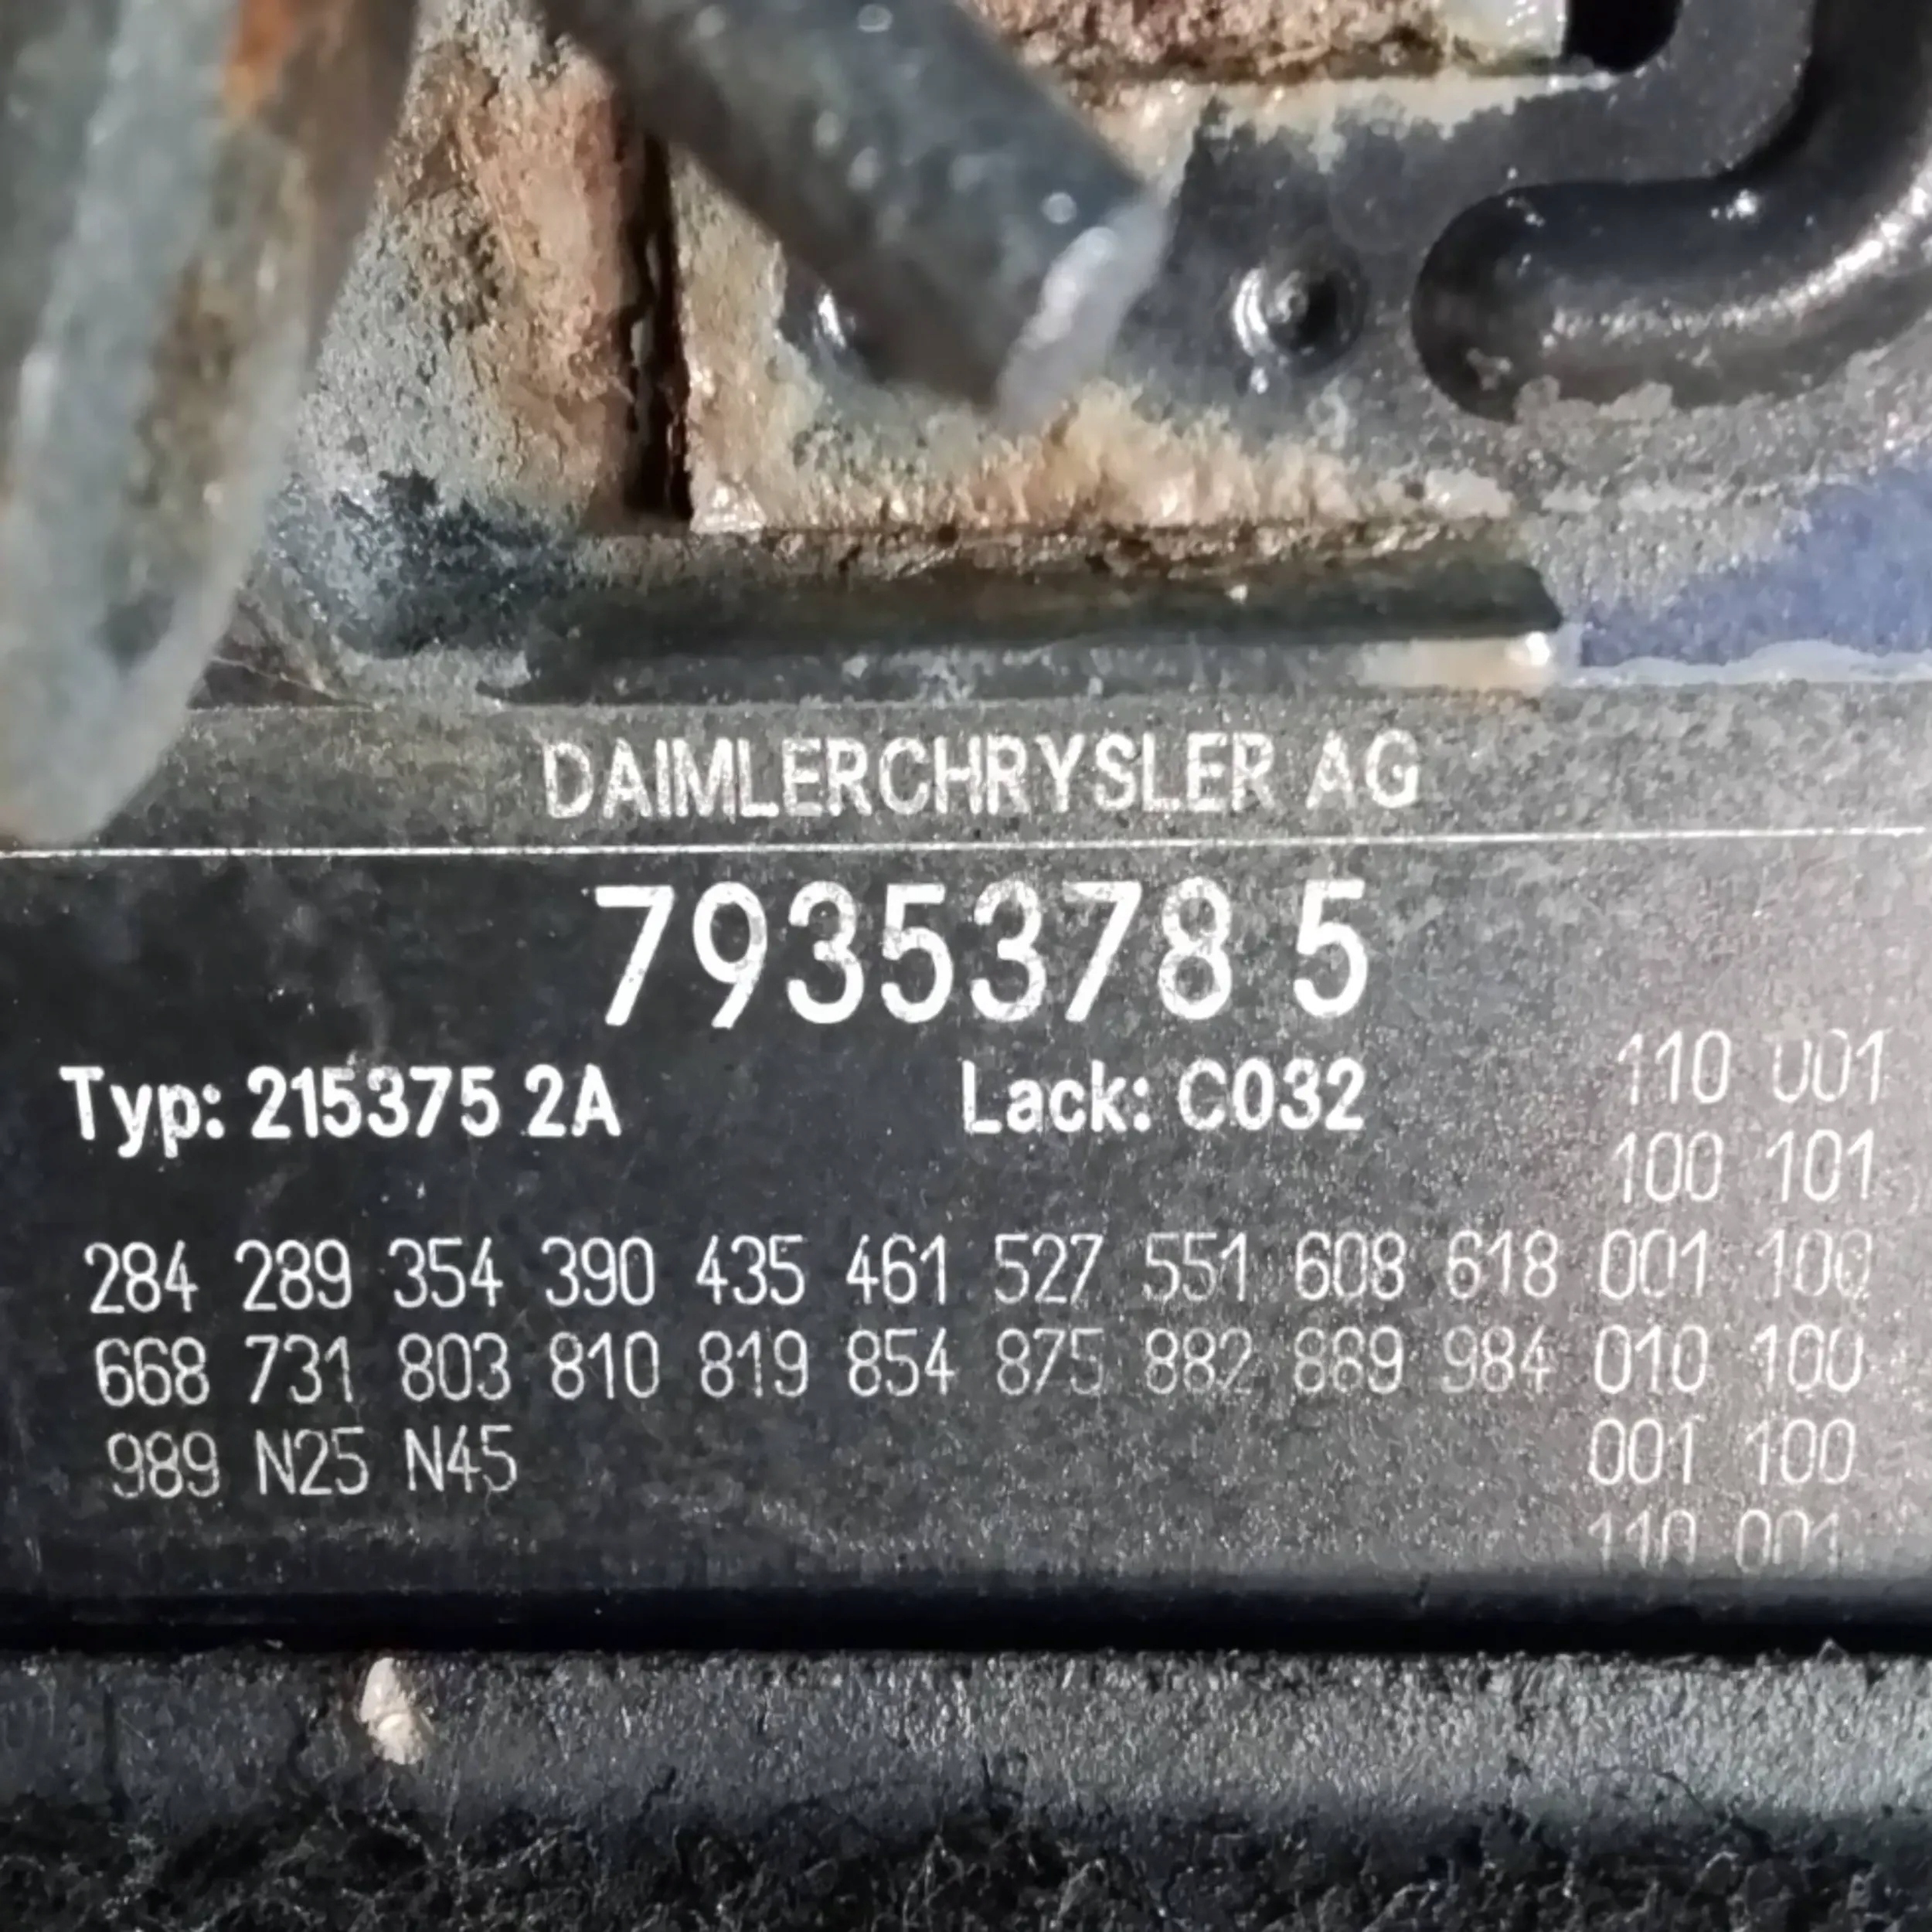 DAIMLERCHRYSLER AG
7935378 5
Typ: 215375 2A Lack: C032
110 001
100 101
284 289 354 390 435 461 527 551 608 618 001 100
668 731 803 810 819 854 875 882 889 984 010 100
989 N25 N45 001 100
110 001